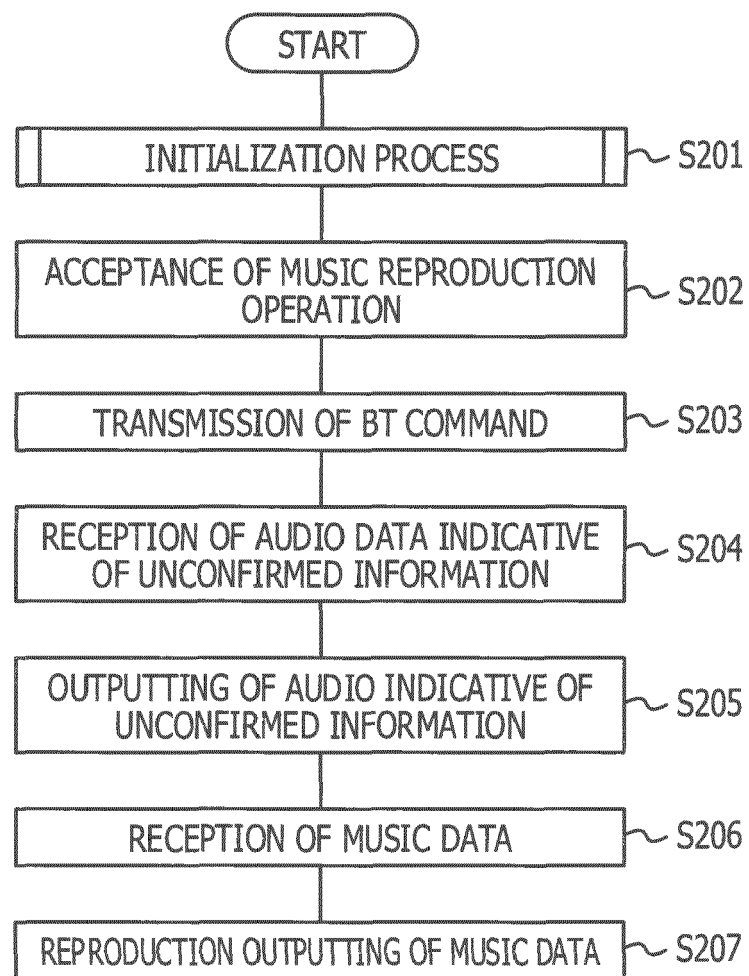 START
INITIALIZATION PROCESS
S201
ACCEPTANCE OF MUSIC REPRODUCTION
OPERATION
S202
TRANSMISSION OF BT COMMAND
S203
RECEPTION OF AUDIO DATA INDICATIVE
OF UNCONFIRMED INFORMATION
S204
OUTPUTTING OF AUDIO INDICATIVE OF
UNCONFIRMED INFORMATION
S205
RECEPTION OF MUSIC DATA
S206
REPRODUCTION OUTPUTTING OF MUSIC DATA
S207